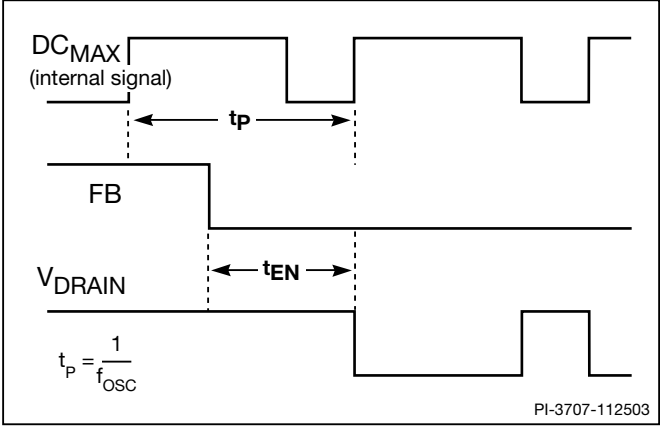 DCMAX
(internal signal)
tP
FB
tEN
VDRAIN
tP = 1/fOSC
PI-3707-112503